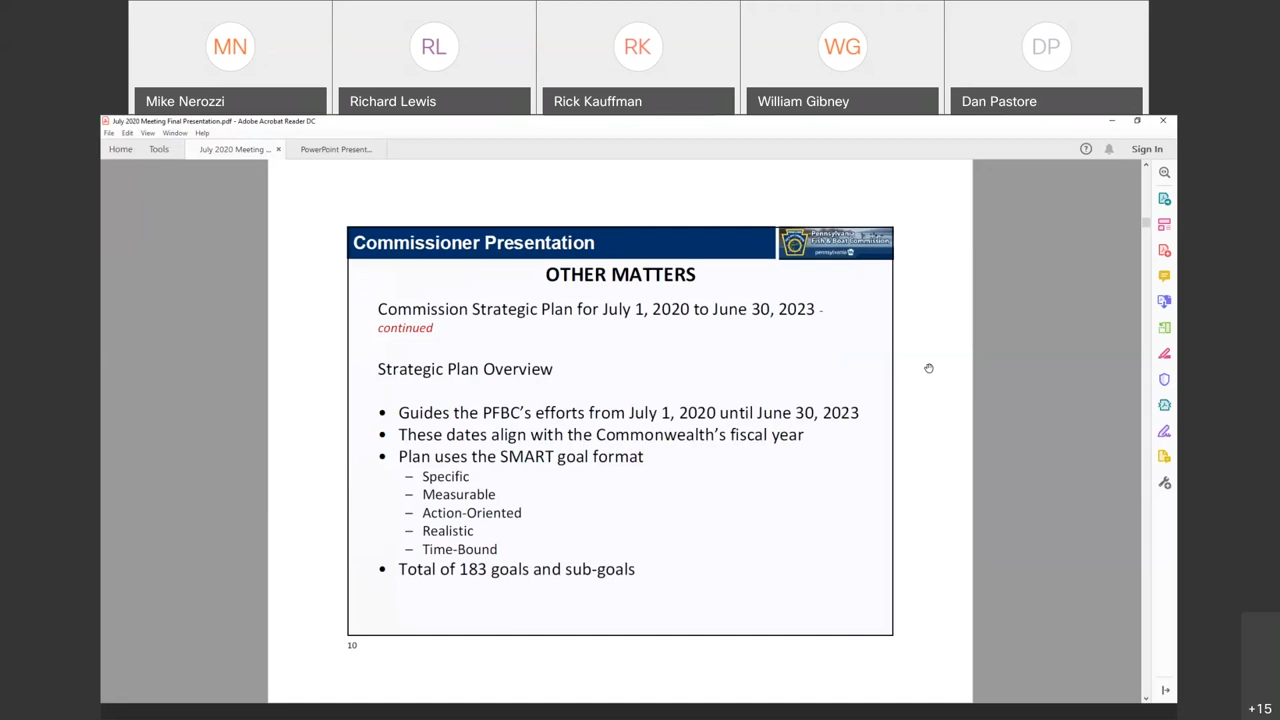 MN
RL
RK
WG
DP
Mike Nerozzi
Richard Lewis
Rick Kauffman
William Gibney
Dan Pastore
July 2020 Meeting Final Presentation.pdf - Adobe Acrobat Reader DC
File Edit View Window Help
Home Tools July 2020 Meeting ... × PowerPoint Present... Sign In
Commissioner Presentation
Pennsylvania
Fish & Boat Commission
pennsylvania
OTHER MATTERS
Commission Strategic Plan for July 1, 2020 to June 30, 2023 -
continued
Strategic Plan Overview
• Guides the PFBC's efforts from July 1, 2020 until June 30, 2023
• These dates align with the Commonwealth's fiscal year
• Plan uses the SMART goal format
– Specific
– Measurable
– Action-Oriented
– Realistic
– Time-Bound
• Total of 183 goals and sub-goals
10
+15